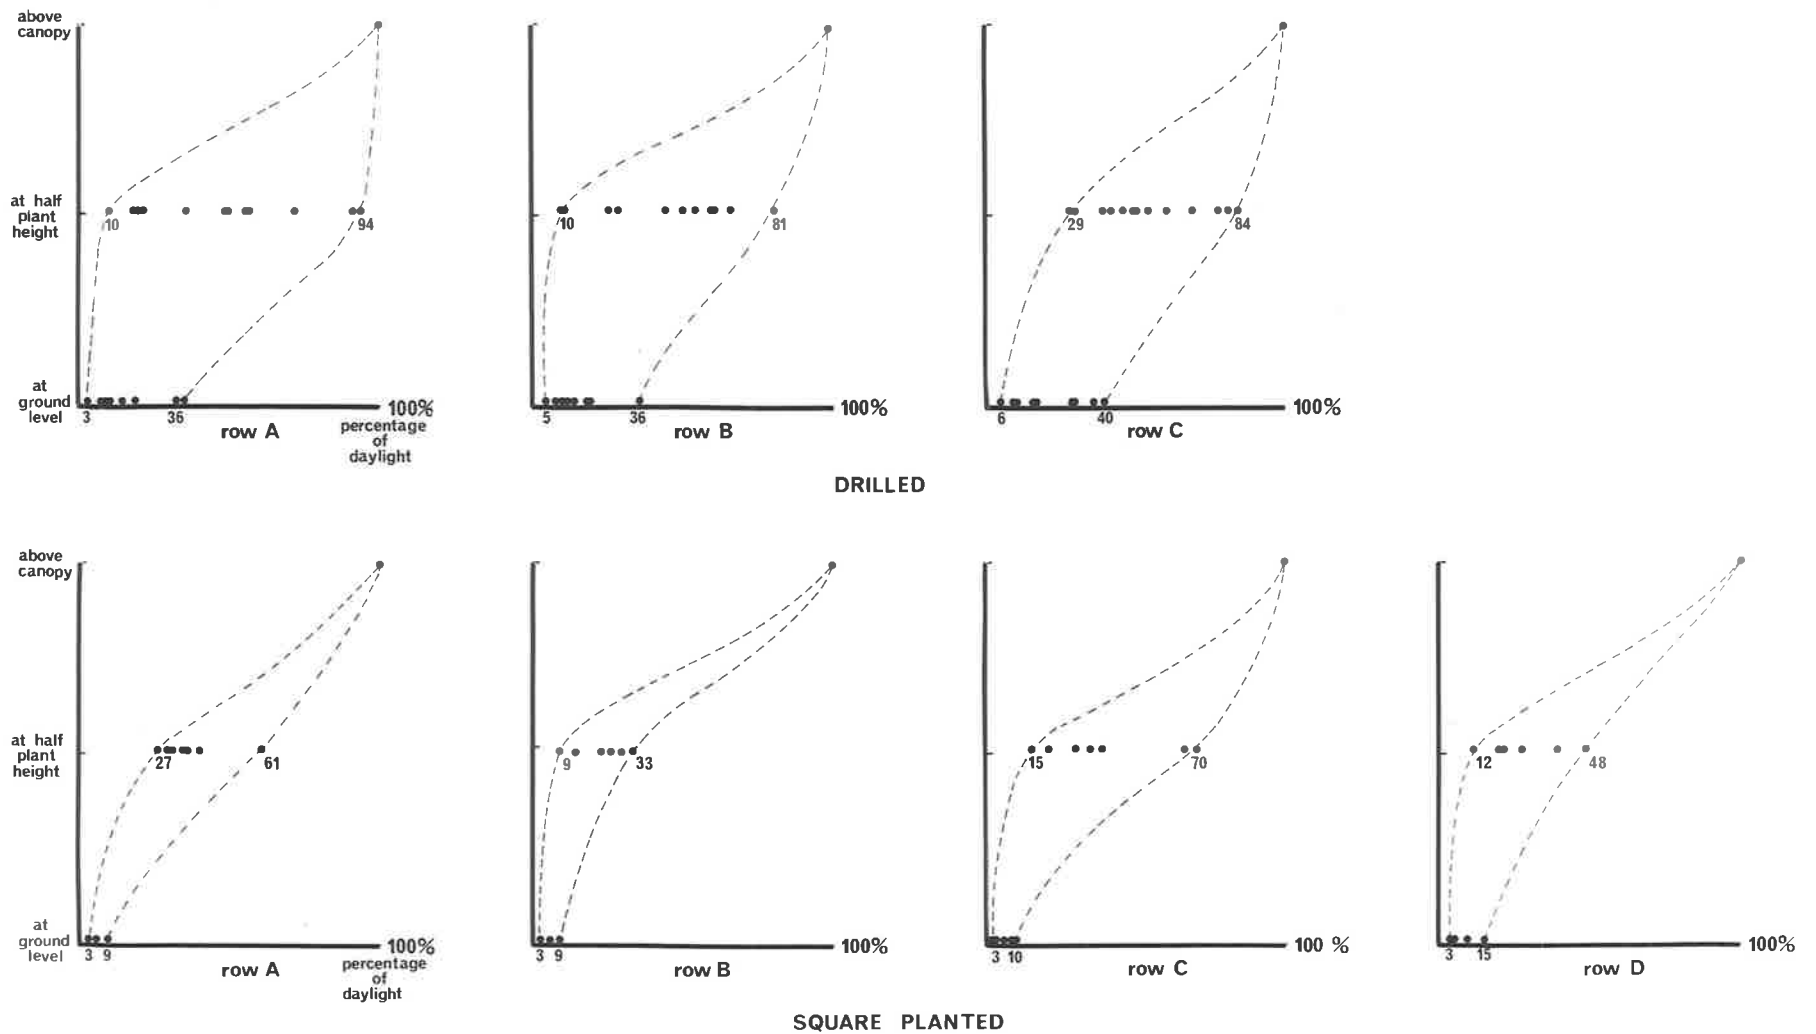 above
canopy
at half
plant
height
10
94
10
81
29
84
at
ground
level
3
36
100%
5
36
100%
6
40
100%
row A
percentage
of
daylight
row B
row C
DRILLED
above
canopy
at half
plant
height
27
61
9
33
15
70
12
48
at
ground
level
3 9
100%
3 9
100%
3 10
100 %
3 15
100%
row A
percentage
of
daylight
row B
row C
row D
SQUARE PLANTED